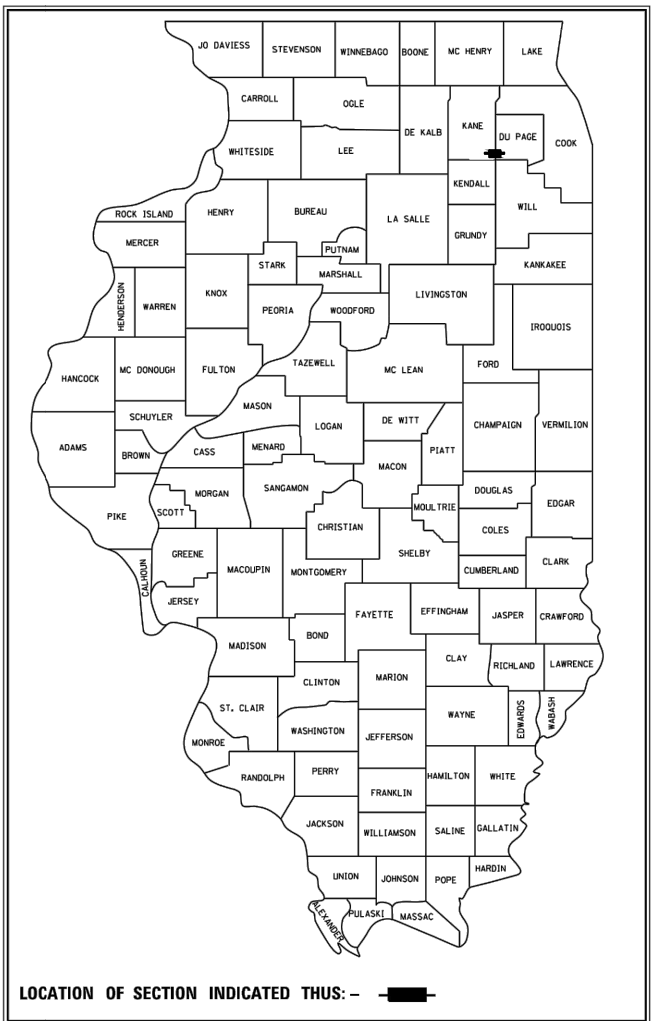 JO DAVIESS
STEVENSON
WINNEBAGO
BOONE
MC HENRY
LAKE
CARROLL
OGLE
DE KALB
KANE
DU PAGE
COOK
WHITESIDE
LEE
KENDALL
ROCK ISLAND
HENRY
BUREAU
LA SALLE
WILL
MERCER
PUTNAM
GRUNDY
STARK
MARSHALL
KANKAKEE
HENDERSON
WARREN
KNOX
PEORIA
WOODFORD
LIVINGSTON
IROQUOIS
HANCOCK
MC DONOUGH
FULTON
TAZEWELL
MC LEAN
FORD
SCHUYLER
MASON
LOGAN
DE WITT
CHAMPAIGN
VERMILION
ADAMS
BROWN
CASS
MENARD
PIATT
MACON
MORGAN
SANGAMON
DOUGLAS
EDGAR
PIKE
SCOTT
CHRISTIAN
MOULTRIE
COLES
GREENE
MACOUPIN
MONTGOMERY
SHELBY
CUMBERLAND
CLARK
CALHOUN
JERSEY
FAYETTE
EFFINGHAM
JASPER
CRAWFORD
MADISON
BOND
CLAY
RICHLAND
LAWRENCE
CLINTON
MARION
ST. CLAIR
WAYNE
EDWARDS
WABASH
MONROE
WASHINGTON
JEFFERSON
RANDOLPH
PERRY
HAMILTON
WHITE
FRANKLIN
JACKSON
WILLIAMSON
SALINE
GALLATIN
UNION
JOHNSON
POPE
HARDIN
ALEXANDER
PULASKI
MASSAC
LOCATION OF SECTION INDICATED THUS: –